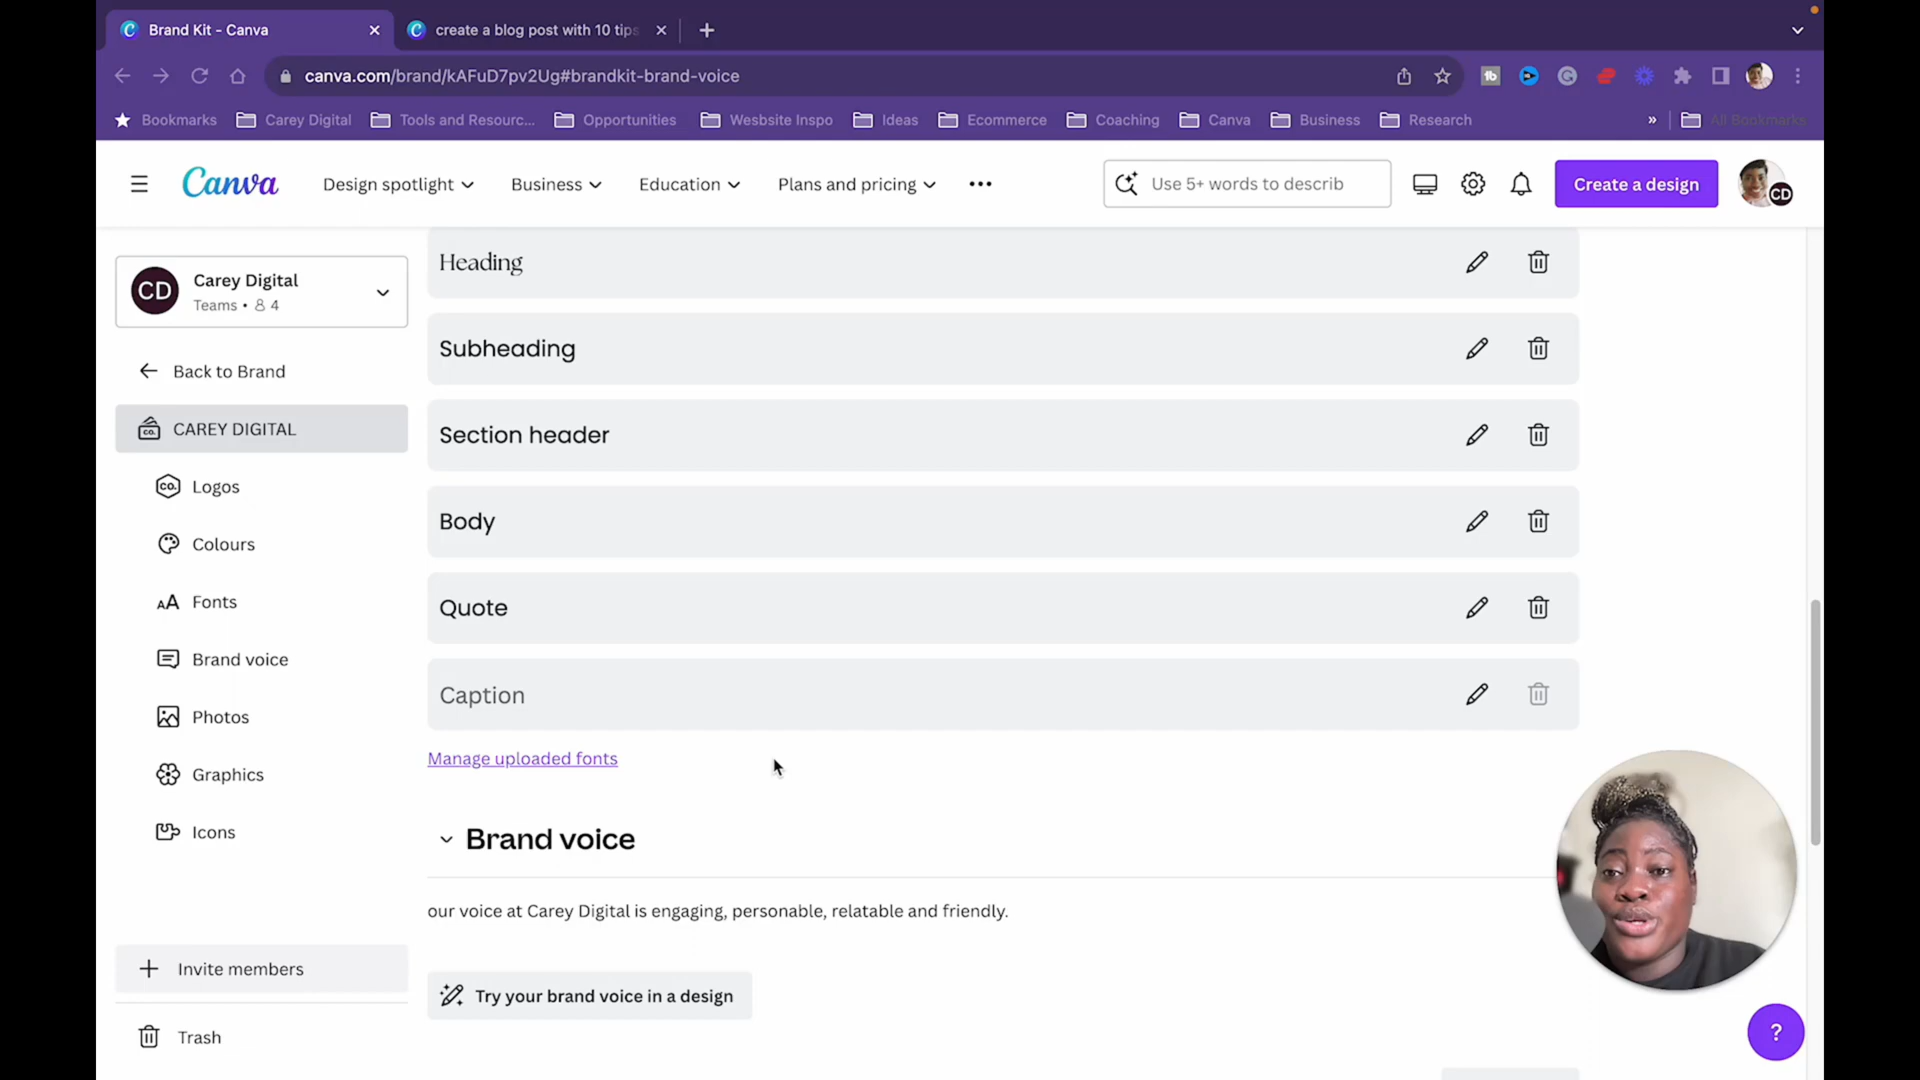 Brand Kit - Canva
create a blog post with 10 tips
canva.com/brand/kAFuD7pv2Ug#brandkit-brand-voice
Bookmarks
Carey Digital
Tools and Resourc...
Opportunities
Wesbsite Inspo
Ideas
Ecommerce
Coaching
Canva
Business
Research
»
All Bookmarks
Canva
Design spotlight
Business
Education
Plans and pricing
Use 5+ words to describ
Create a design
CD
CD
Carey Digital
Teams • 4
Back to Brand
CO.
CAREY DIGITAL
CO.
Logos
Colours
AA
Fonts
Brand voice
Photos
Graphics
Icons
Invite members
Trash
Heading
Subheading
Section header
Body
Quote
Caption
Manage uploaded fonts
Brand voice
our voice at Carey Digital is engaging, personable, relatable and friendly.
Try your brand voice in a design
?